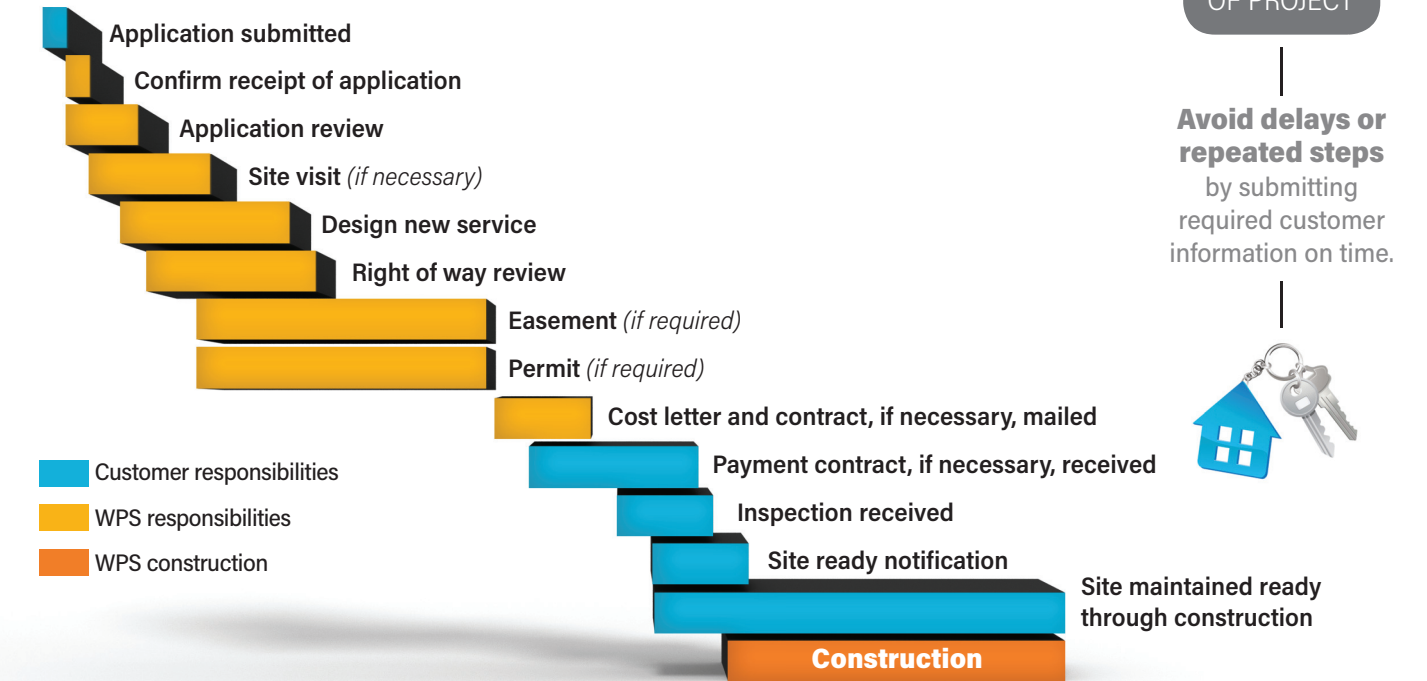 OF PROJECT
Application submitted
Confirm receipt of application
Application review
Site visit (if necessary)
Design new service
Right of way review
Easement (if required)
Permit (if required)
Cost letter and contract, if necessary, mailed
Payment contract, if necessary, received
Inspection received
Site ready notification
Site maintained ready
through construction
Construction
Customer responsibilities
WPS responsibilities
WPS construction
Avoid delays or
repeated steps
by submitting
required customer
information on time.